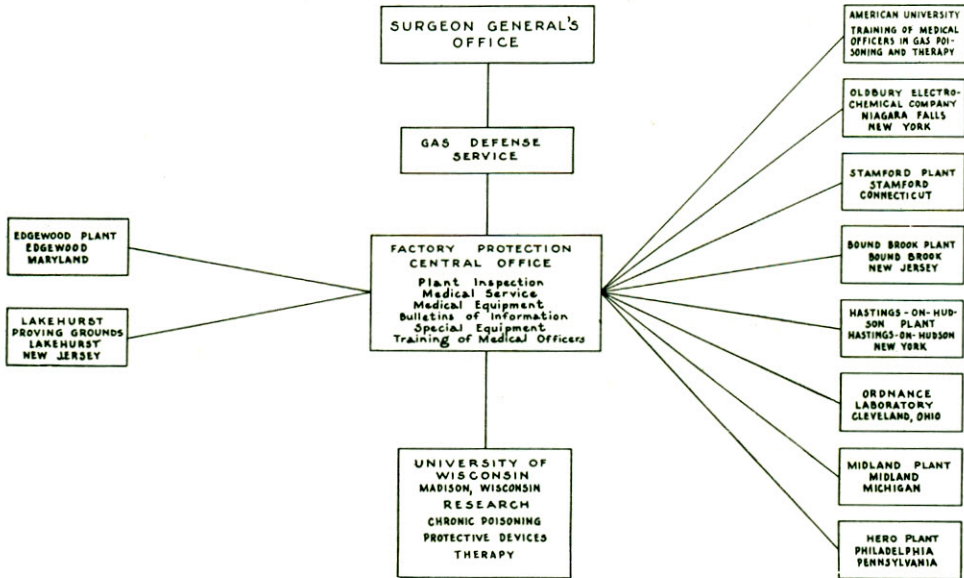 SURGEON GENERAL'S
OFFICE
GAS DEFENSE
SERVICE
EDGEWOOD PLANT
EDGEWOOD
MARYLAND
LAKEHURST
PROVING GROUNDS
LAKEHURST
NEW JERSEY
FACTORY PROTECTION
CENTRAL OFFICE
Plant Inspection
Medical Service
Medical Equipment
Bulletins of Information
Special Equipment
Training of Medical Officers
UNIVERSITY OF
WISCONSIN
MADISON, WISCONSIN
RESEARCH
CHRONIC POISONING
PROTECTIVE DEVICES
THERAPY
AMERICAN UNIVERSITY
TRAINING OF MEDICAL
OFFICERS IN GAS POI-
SONING AND THERAPY
OLDBURY ELECTRO-
CHEMICAL COMPANY
NIAGARA FALLS
NEW YORK
STAMFORD PLANT
STAMFORD
CONNECTICUT
BOUND BROOK PLANT
BOUND BROOK
NEW JERSEY
HASTINGS-ON-HUD-
SON PLANT
HASTINGS-ON-HUDSON
NEW YORK
ORDNANCE
LABORATORY
CLEVELAND, OHIO
MIDLAND PLANT
MIDLAND
MICHIGAN
HERO PLANT
PHILADELPHIA
PENNSYLVANIA